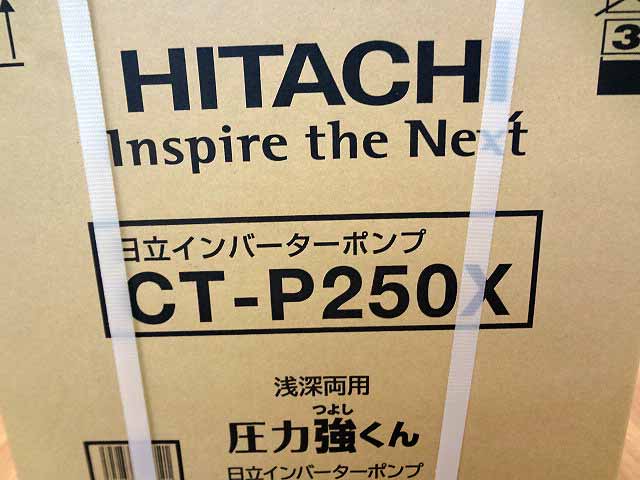 HITACHI
Inspire the Next
3
日立インバーターポンプ
CT-P250X
浅深両用
つよし
圧力強くん
日立インバーターポンプ